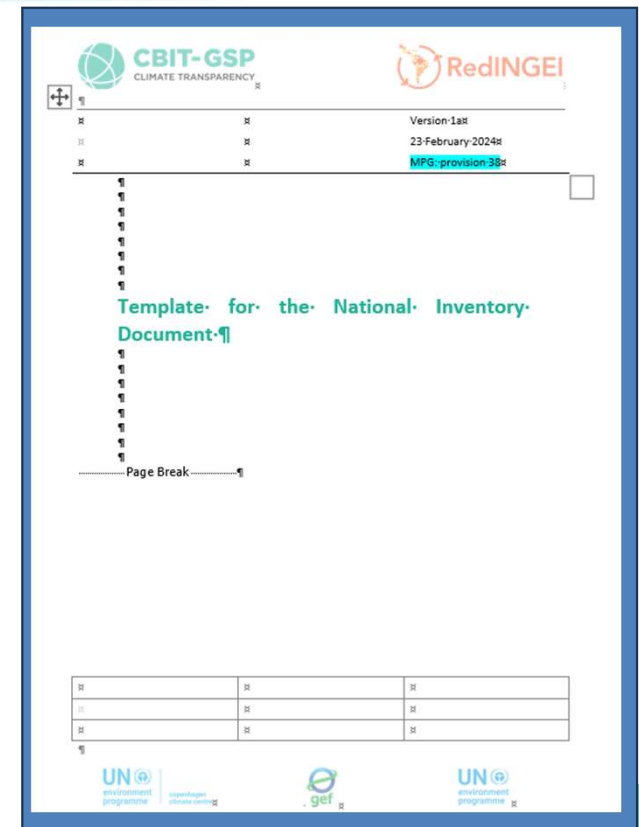 CBIT-GSP
CLIMATE TRANSPARENCY
RedINGEI
Version·1a¤
23·February·2024¤
MPG:·provision·38¤
Template· for· the· National· Inventory·
Document·¶
Page Break
UN
environment
programme
copenhagen
climate centre
gef
UN
environment
programme